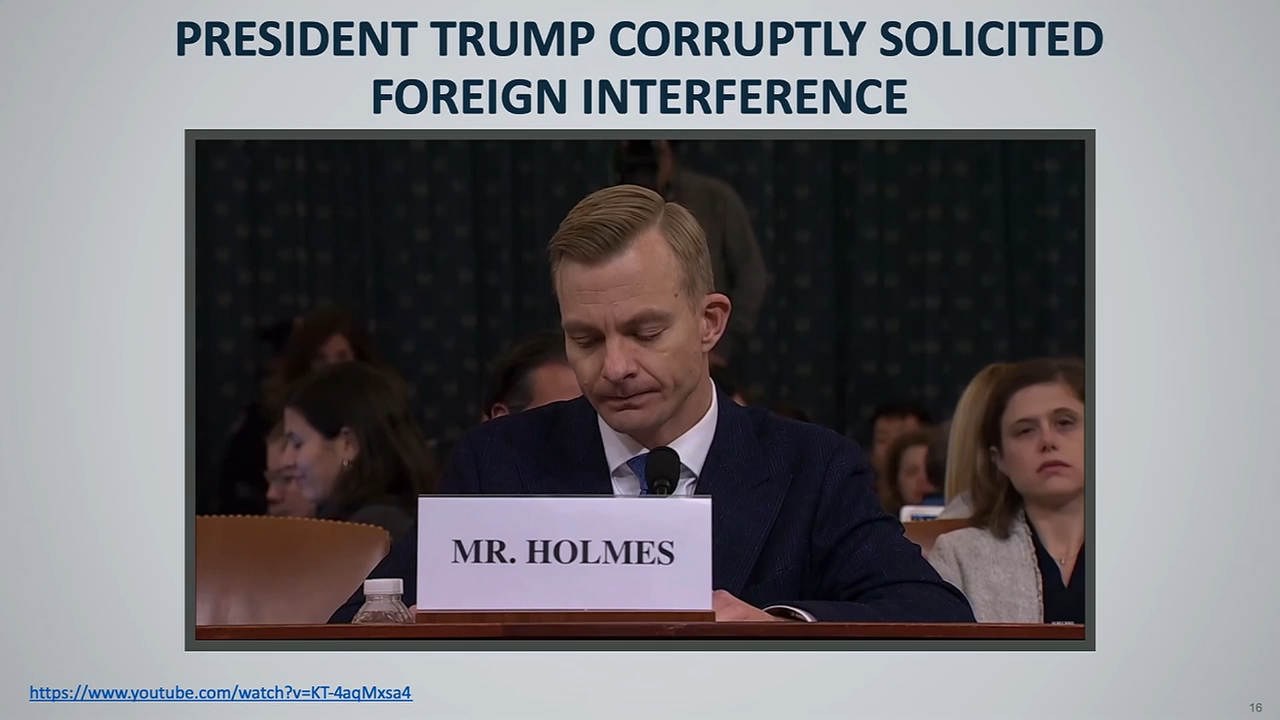 PRESIDENT TRUMP CORRUPTLY SOLICITED
FOREIGN INTERFERENCE
MR. HOLMES
https://www.youtube.com/watch?v=KT-4aqMxsa4
16